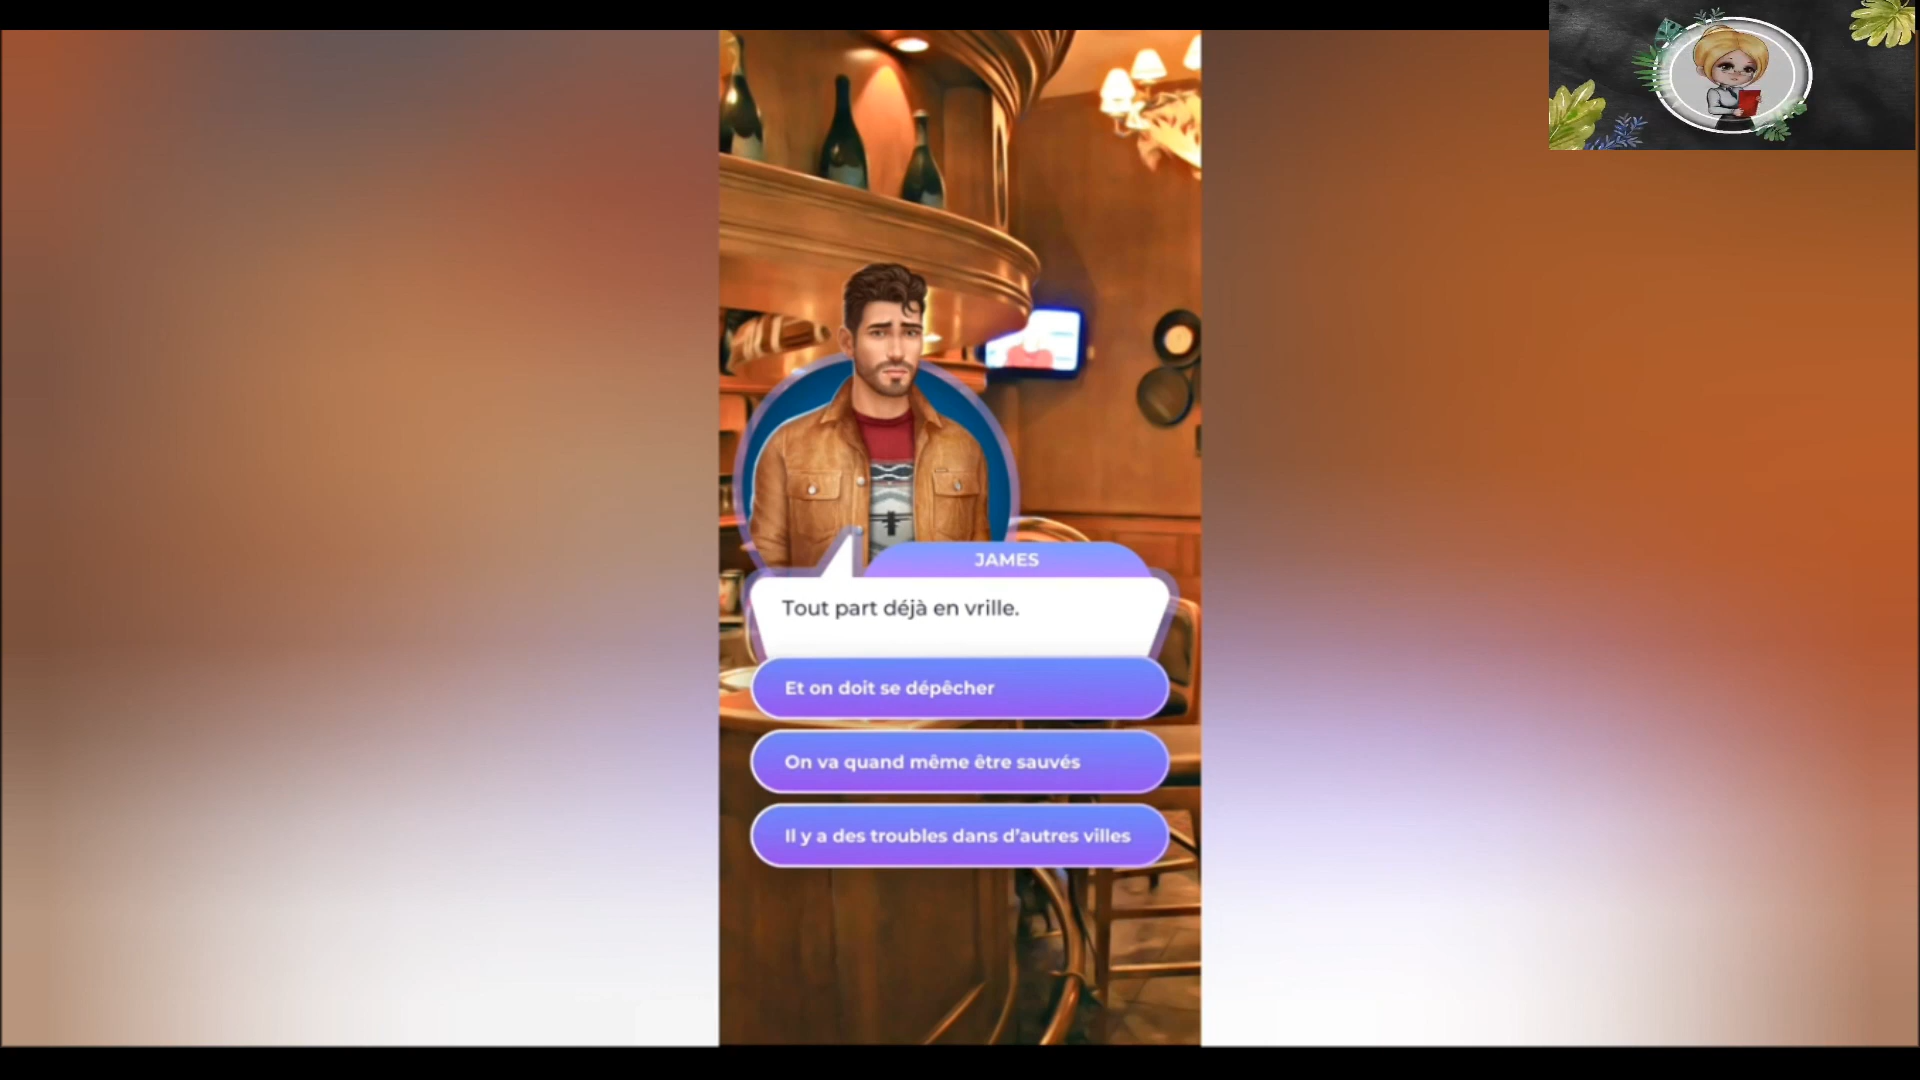 JAMES
Tout part déjà en vrille.
Et on doit se dépêcher
On va quand même être sauvés
Il y a des troubles dans d'autres villes